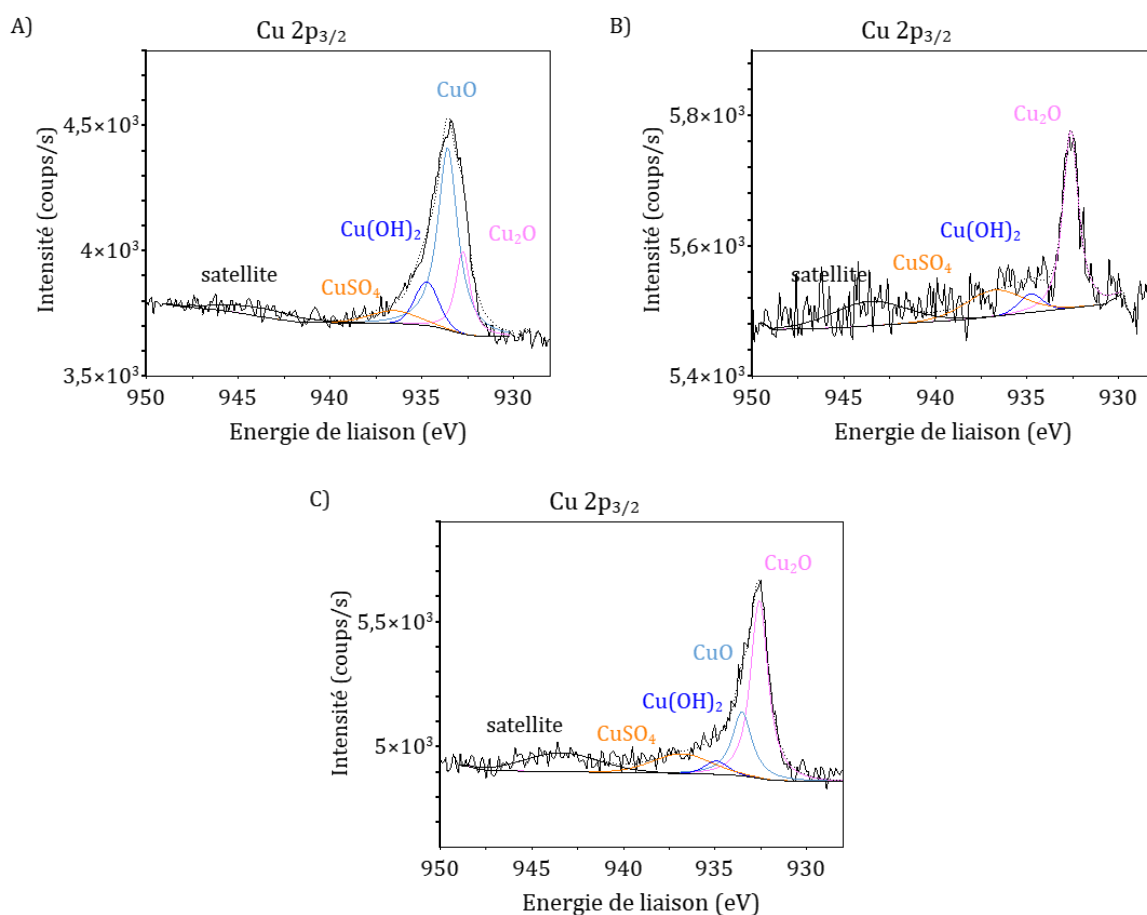 A)
Cu 2p3/2
CuO
Cu(OH)2
Cu2O
satellite
CuSO4
4,5×10³
4×10³
3,5×10³
Intensité (coups/s)
950 945 940 935 930
Energie de liaison (eV)
B)
Cu 2p3/2
Cu2O
Cu(OH)2
CuSO4
satellite
5,8×10³
5,6×10³
5,4×10³
Intensité (coups/s)
950 945 940 935 930
Energie de liaison (eV)
C)
Cu 2p3/2
Cu2O
CuO
Cu(OH)2
CuSO4
satellite
5,5×10³
5×10³
Intensité (coups/s)
950 945 940 935 930
Energie de liaison (eV)